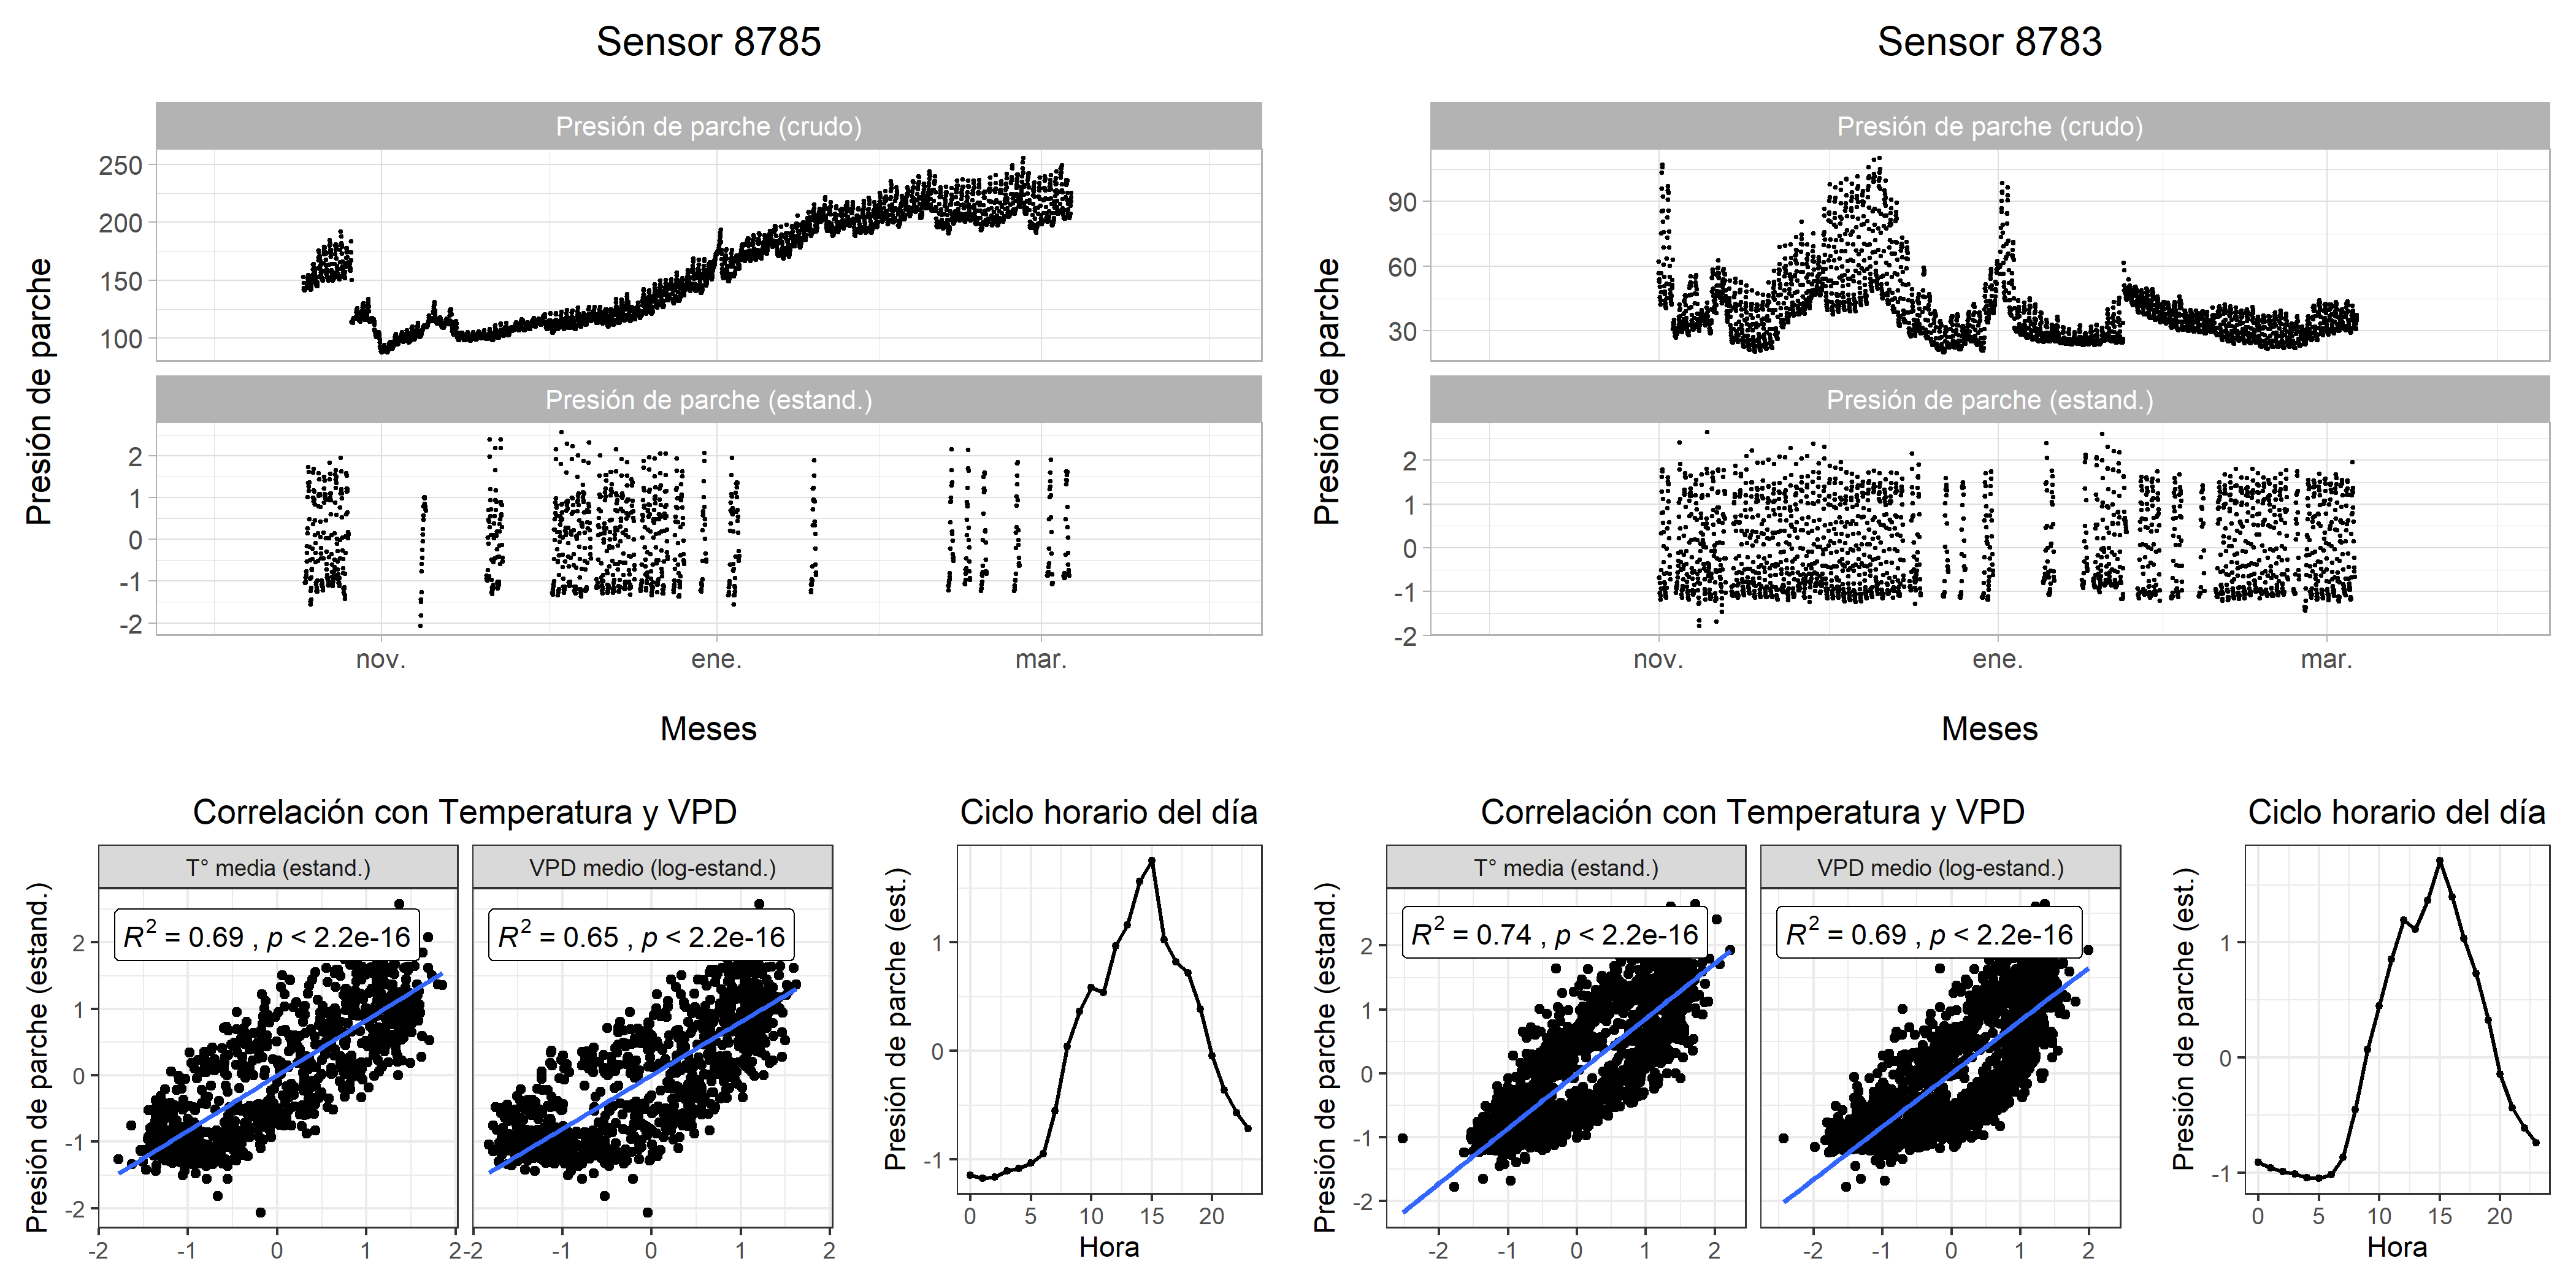 Sensor 8785
Presión de parche (crudo)
250
200
150
100
Presión de parche (estand.)
2
1
0
-1
-2
Presión de parche
nov.
ene.
mar.
Meses
Correlación con Temperatura y VPD
T° media (estand.)
VPD medio (log-estand.)
R² = 0.69 , p < 2.2e-16
R² = 0.65 , p < 2.2e-16
Presión de parche (estand.)
2
1
0
-1
-2
-2
-1
0
1
2
-2
-1
0
1
2
Ciclo horario del día
Presión de parche (est.)
1
0
-1
0
5
10
15
20
Hora
Sensor 8783
Presión de parche (crudo)
90
60
30
Presión de parche (estand.)
2
1
0
-1
-2
Presión de parche
nov.
ene.
mar.
Meses
Correlación con Temperatura y VPD
T° media (estand.)
VPD medio (log-estand.)
R² = 0.74 , p < 2.2e-16
R² = 0.69 , p < 2.2e-16
Presión de parche (estand.)
2
1
0
-1
-2
-2
-1
0
1
2
-2
-1
0
1
2
Ciclo horario del día
Presión de parche (est.)
1
0
-1
0
5
10
15
20
Hora